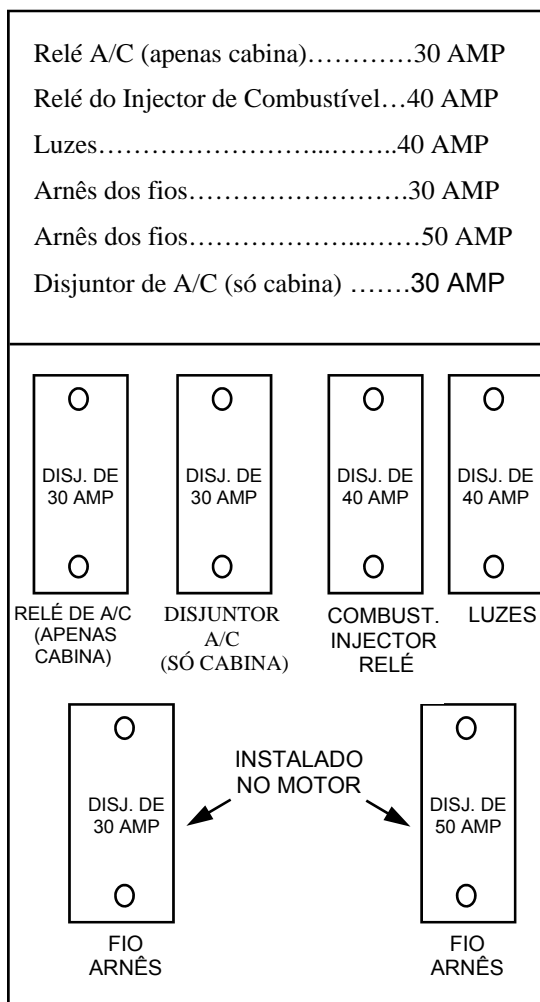 Relé A/C (apenas cabina)…………30 AMP
Relé do Injector de Combustível…40 AMP
Luzes……………………...……..40 AMP
Arnês dos fios…………………….30 AMP
Arnês dos fios………………...…..50 AMP
Disjuntor de A/C (só cabina) …….30 AMP
DISJ. DE DISJ. DE DISJ. DE DISJ. DE
30 AMP 30 AMP 40 AMP 40 AMP
RELÉ DE A/C
(APENAS
CABINA)
DISJUNTOR
A/C
(SÓ CABINA)
COMBUST.
INJECTOR
RELÉ
LUZES
INSTALADO
NO MOTOR
DISJ. DE
30 AMP
DISJ. DE
50 AMP
FIO
ARNÊS
FIO
ARNÊS